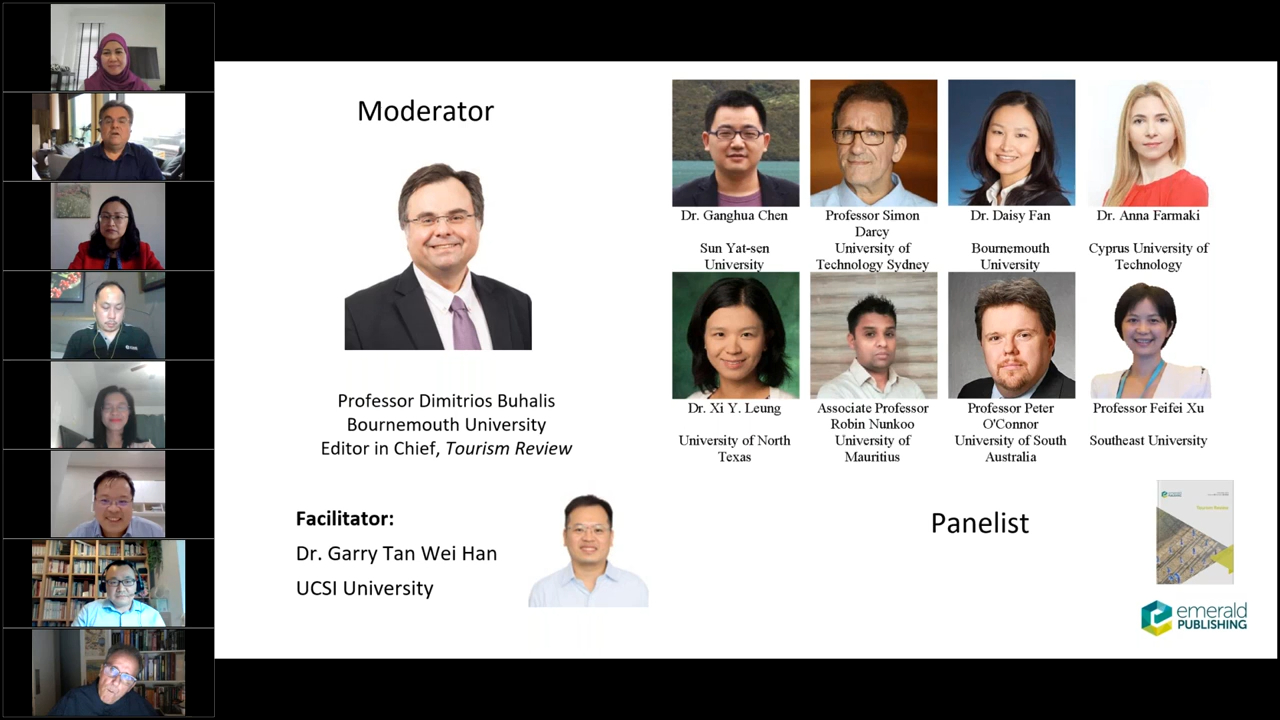 Moderator
Professor Dimitrios Buhalis
Bournemouth University
Editor in Chief, Tourism Review
Facilitator:
Dr. Garry Tan Wei Han
UCSI University
Dr. Ganghua Chen
Sun Yat-sen
University
Professor Simon
Darcy
University of
Technology Sydney
Dr. Daisy Fan
Bournemouth
University
Dr. Anna Farmaki
Cyprus University of
Technology
Dr. Xi Y. Leung
University of North
Texas
Associate Professor
Robin Nunkoo
University of
Mauritius
Professor Peter
O'Connor
University of South
Australia
Professor Feifei Xu
Southeast University
Panelist
emerald
PUBLISHING